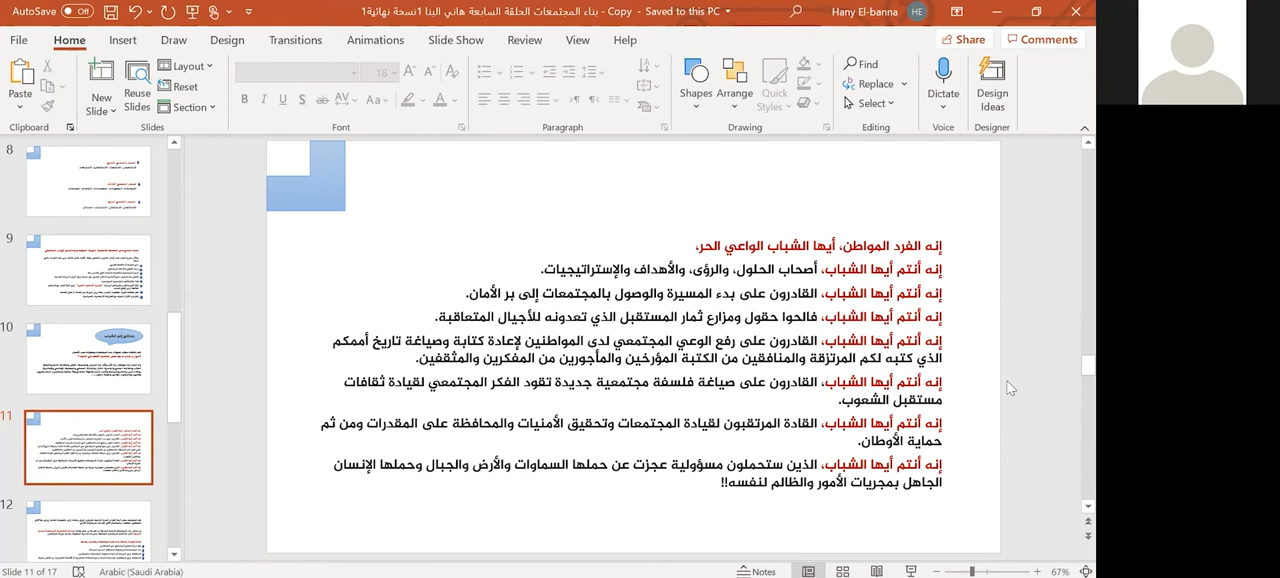 AutoSave Off
بناء المجتمعات الحلقة السابعة هاني البنا 1نسخة نهائية1 - Copy - Saved to this PC
Hany El-banna HE
File Home Insert Draw Design Transitions Animations Slide Show Review View Help Share Comments
Paste
New Slide
Reuse Slides
Layout
Reset
Section
18
Shapes Arrange Quick Styles
Find
Replace
Select
Dictate
Design Ideas
Clipboard Slides Font Paragraph Drawing Editing Voice Designer
8
9
10
11
12
إنه الفرد المواطن، أيها الشباب الواعي الحر،
إنه أنتم أيها الشباب، أصحاب الحلول، والرؤى، والأهداف والإستراتيجيات.
إنه أنتم أيها الشباب، القادرون على بدء المسيرة والوصول بالمجتمعات إلى بر الأمان.
إنه أنتم أيها الشباب، فالحوا حقول ومزارع ثمار المستقبل الذي تعدونه للأجيال المتعاقبة.
إنه أنتم أيها الشباب، القادرون على رفع الوعي المجتمعي لدى المواطنين لإعادة كتابة وصياغة تاريخ أممكم
الذي كتبه لكم المرتزقة والمنافقين من الكتبة المؤرخين والمأجورين من المفكرين والمثقفين.
إنه أنتم أيها الشباب، القادرون على صياغة فلسفة مجتمعية جديدة تقود الفكر المجتمعي لقيادة ثقافات
مستقبل الشعوب.
إنه أنتم أيها الشباب، القادة المرتقبون لقيادة المجتمعات وتحقيق الأمنيات والمحافظة على المقدرات ومن ثم
حماية الأوطان.
إنه أنتم أيها الشباب، الذين ستحملون مسؤولية عجزت عن حملها السماوات والأرض والجبال وحملها الإنسان
الجاهل بمجريات الأمور والظالم لنفسه!!
Slide 11 of 17 Arabic (Saudi Arabia) Notes 67%